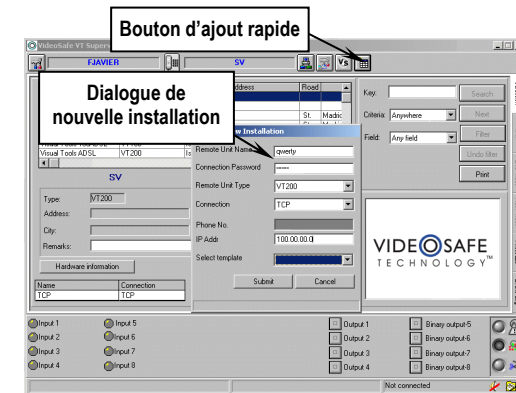 Bouton d'ajout rapide
VideoSafe VT Superv
FJAVIER
SV
Vs
Dialogue de
nouvelle installation
Address
Road
St.
Madric
Key:
Search
Criteria:
Anywhere
Next
Field:
Any field
Filter
Undo filter
Print
Visual Tools ADSL
VT200
SV
Type:
VT200
Address:
City:
Remarks:
Hardware information
Name
Connection
TCP
TCP
w Installation
Remote Unit Name
qwerty
Connection Password
Remote Unit Type
VT200
Connection
TCP
Phone No.
IP Addr
100.00.00.0
Select template
Submit
Cancel
VIDEOSAFE
TECHNOLOGY™
Input 1
Input 5
Input 2
Input 6
Input 3
Input 7
Input 4
Input 8
Output 1
Binary output-5
Output 2
Binary output-6
Output 3
Binary output-7
Output 4
Binary output-8
Not connected